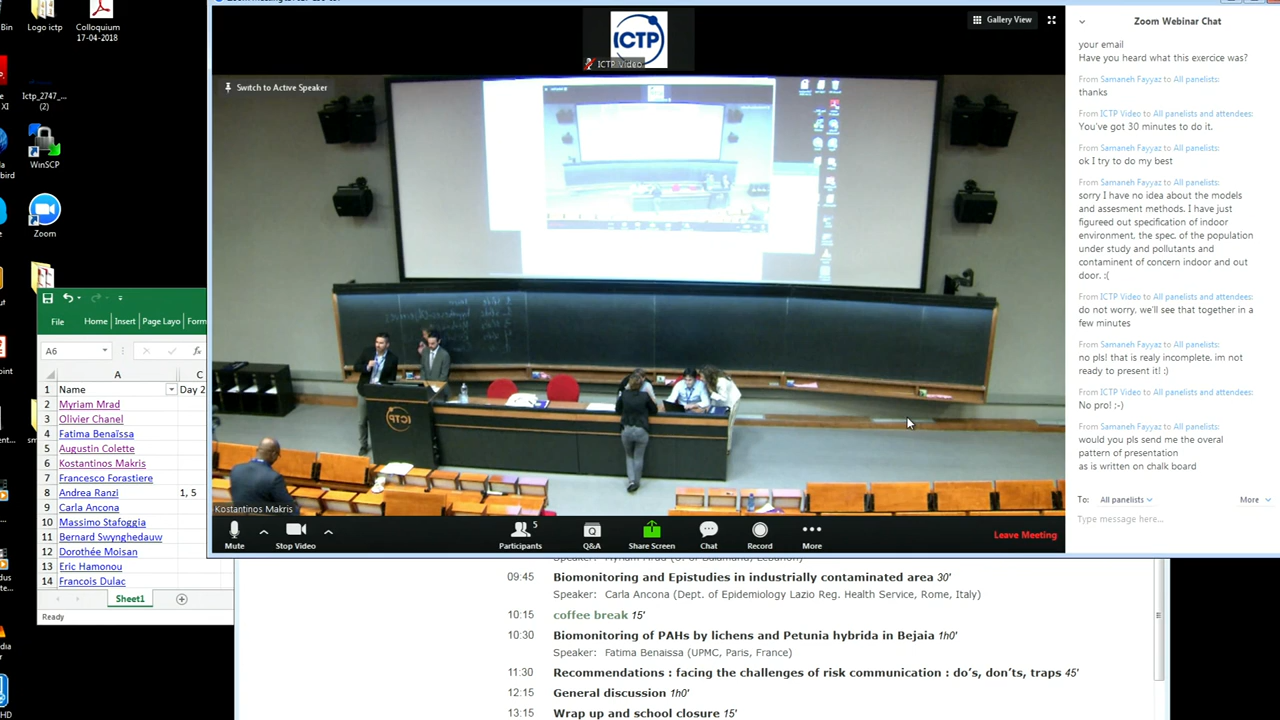 Bin
Logo ictp
Colloquium
17-04-2018
XI
Ictp_2747_...
(2)
WinSCP
bird
Zoom
Gallery View
ICTP
ICTP Video
Switch to Active Speaker
ICTP
Kostantinos Makris
Mute
Stop Video
5
Participants
Q&A
Share Screen
Chat
Record
More
Leave Meeting
Zoom Webinar Chat
your email
Have you heard what this exercise was?
From Samaneh Fayyaz to All panelists:
thanks
From ICTP Video to All panelists and attendees:
You've got 30 minutes to do it.
From Samaneh Fayyaz to All panelists:
ok I try to do my best
From Samaneh Fayyaz to All panelists:
sorry I have no idea about the models
and assesment methods. I have just
figureed out specification of indoor
environment, the spec. of the population
under study and pollutants and
contaminent of concern indoor and out
door. :(
From ICTP Video to All panelists and attendees:
do not worry, we'll see that together in a
few minutes
From Samaneh Fayyaz to All panelists:
no pls! that is realy incomplete. im not
ready to present it! :)
From ICTP Video to All panelists and attendees:
No pro! :-)
From Samaneh Fayyaz to All panelists:
would you pls send me the overal
pattern of presentation
as is written on chalk board
To: All panelists
More
Type message here...
File Home Insert Page Layo Form
A6
fx
A C
1 Name Day 2
2 Myriam Mrad
3 Olivier Chanel
4 Fatima Benaïssa
5 Augustin Colette
6 Kostantinos Makris
7 Francesco Forastiere
8 Andrea Ranzi 1, 5
9 Carla Ancona
10 Massimo Stafoggia
11 Bernard Swynghedauw
12 Dorothée Moisan
13 Eric Hamonou
14 Francois Dulac
Sheet1
Ready
09:45 Biomonitoring and Epistudies in industrially contaminated area 30'
Speaker: Carla Ancona (Dept. of Epidemiology Lazio Reg. Health Service, Rome, Italy)
10:15 coffee break 15'
10:30 Biomonitoring of PAHs by lichens and Petunia hybrida in Bejaia 1h0'
Speaker: Fatima Benaissa (UPMC, Paris, France)
11:30 Recommendations : facing the challenges of risk communication : do's, don'ts, traps 45'
12:15 General discussion 1h0'
13:15 Wrap up and school closure 15'